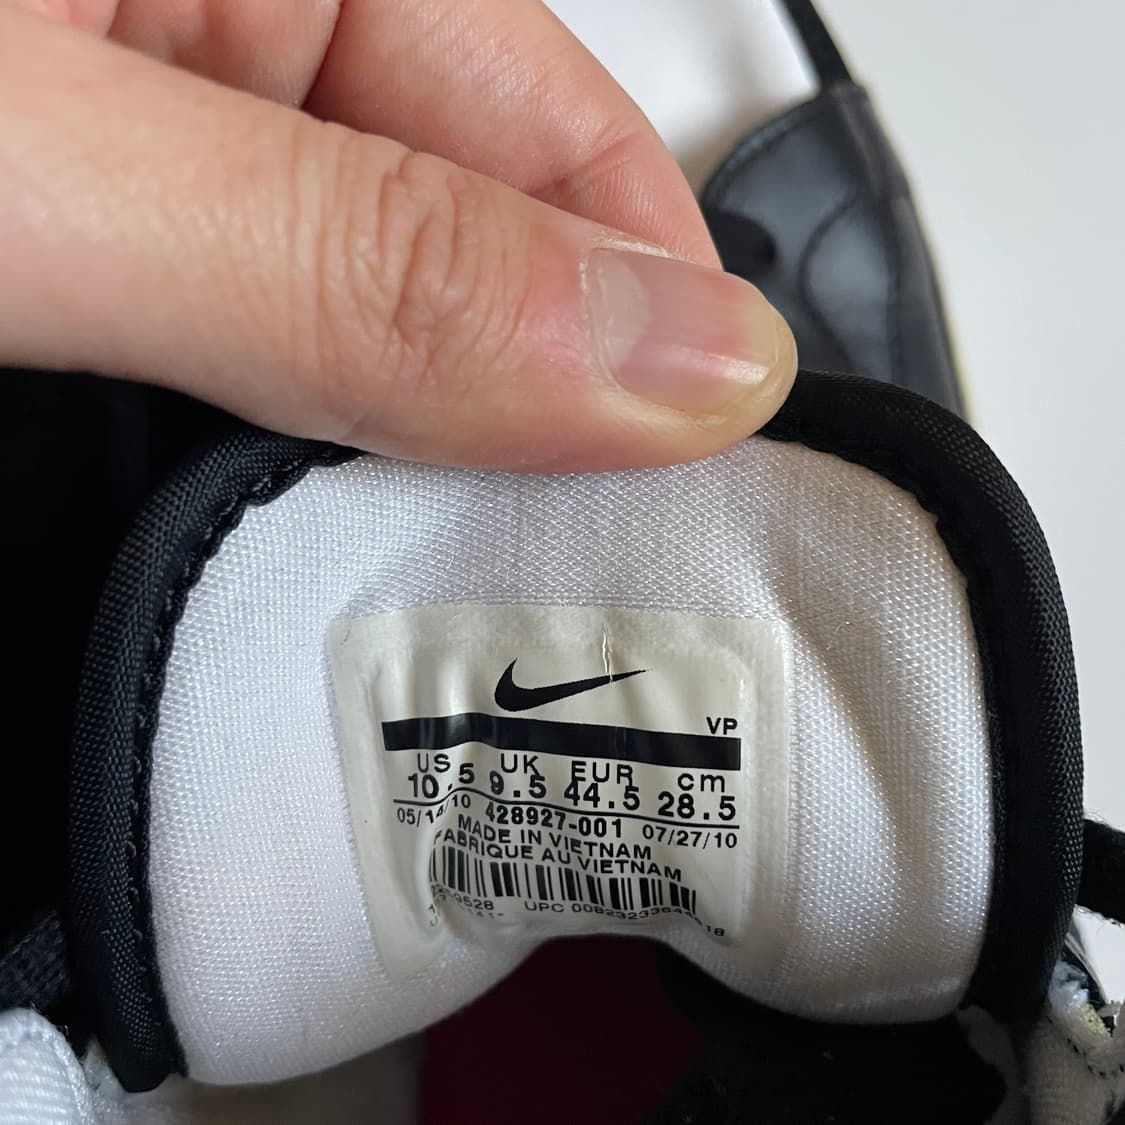 VP
US UK EUR cm
10.5 9.5 44.5 28.5
05/14/10 428927-001 07/27/10
MADE IN VIETNAM
FABRIQUE AU VIETNAM
UPC